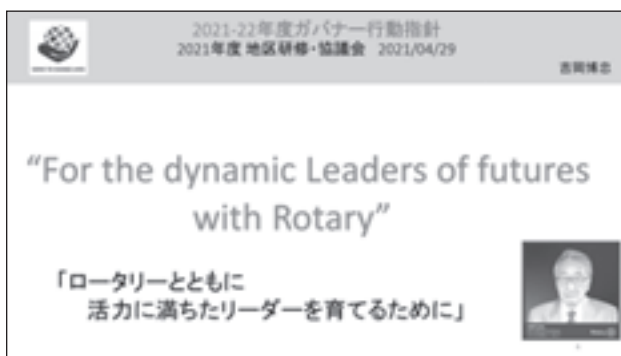 2021-22年度ガバナー行動指針
2021年度 地区研修・協議会 2021/04/29
吉岡博忠
“For the dynamic Leaders of futures
with Rotary”
「ロータリーとともに
活力に満ちたリーダーを育てるために」